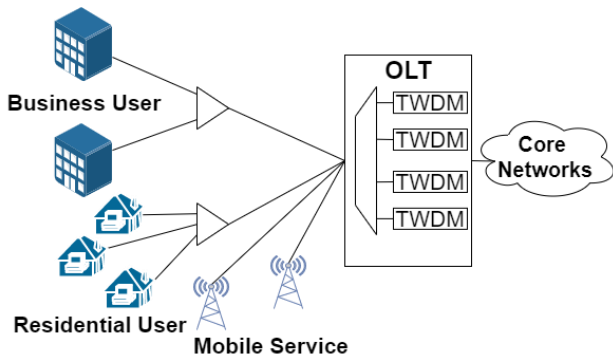 OLT
Business User
TWDM
TWDM
TWDM
TWDM
Core
Networks
Residential User
Mobile Service